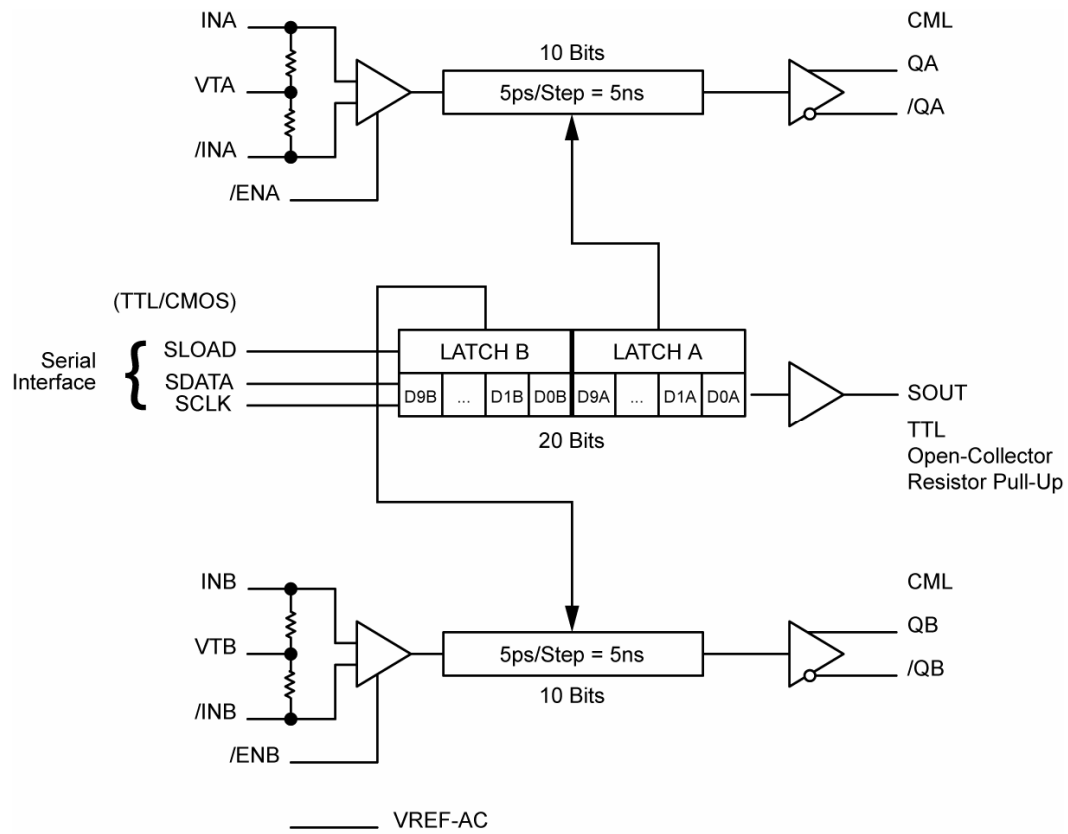 INA
CML
10 Bits
QA
VTA
5ps/Step = 5ns
/QA
/INA
/ENA
(TTL/CMOS)
Serial
Interface
{
SLOAD
SDATA
SCLK
LATCH B
LATCH A
D9B ... D1B D0B D9A ... D1A D0A
20 Bits
SOUT
TTL
Open-Collector
Resistor Pull-Up
INB
CML
QB
VTB
5ps/Step = 5ns
/QB
10 Bits
/INB
/ENB
VREF-AC